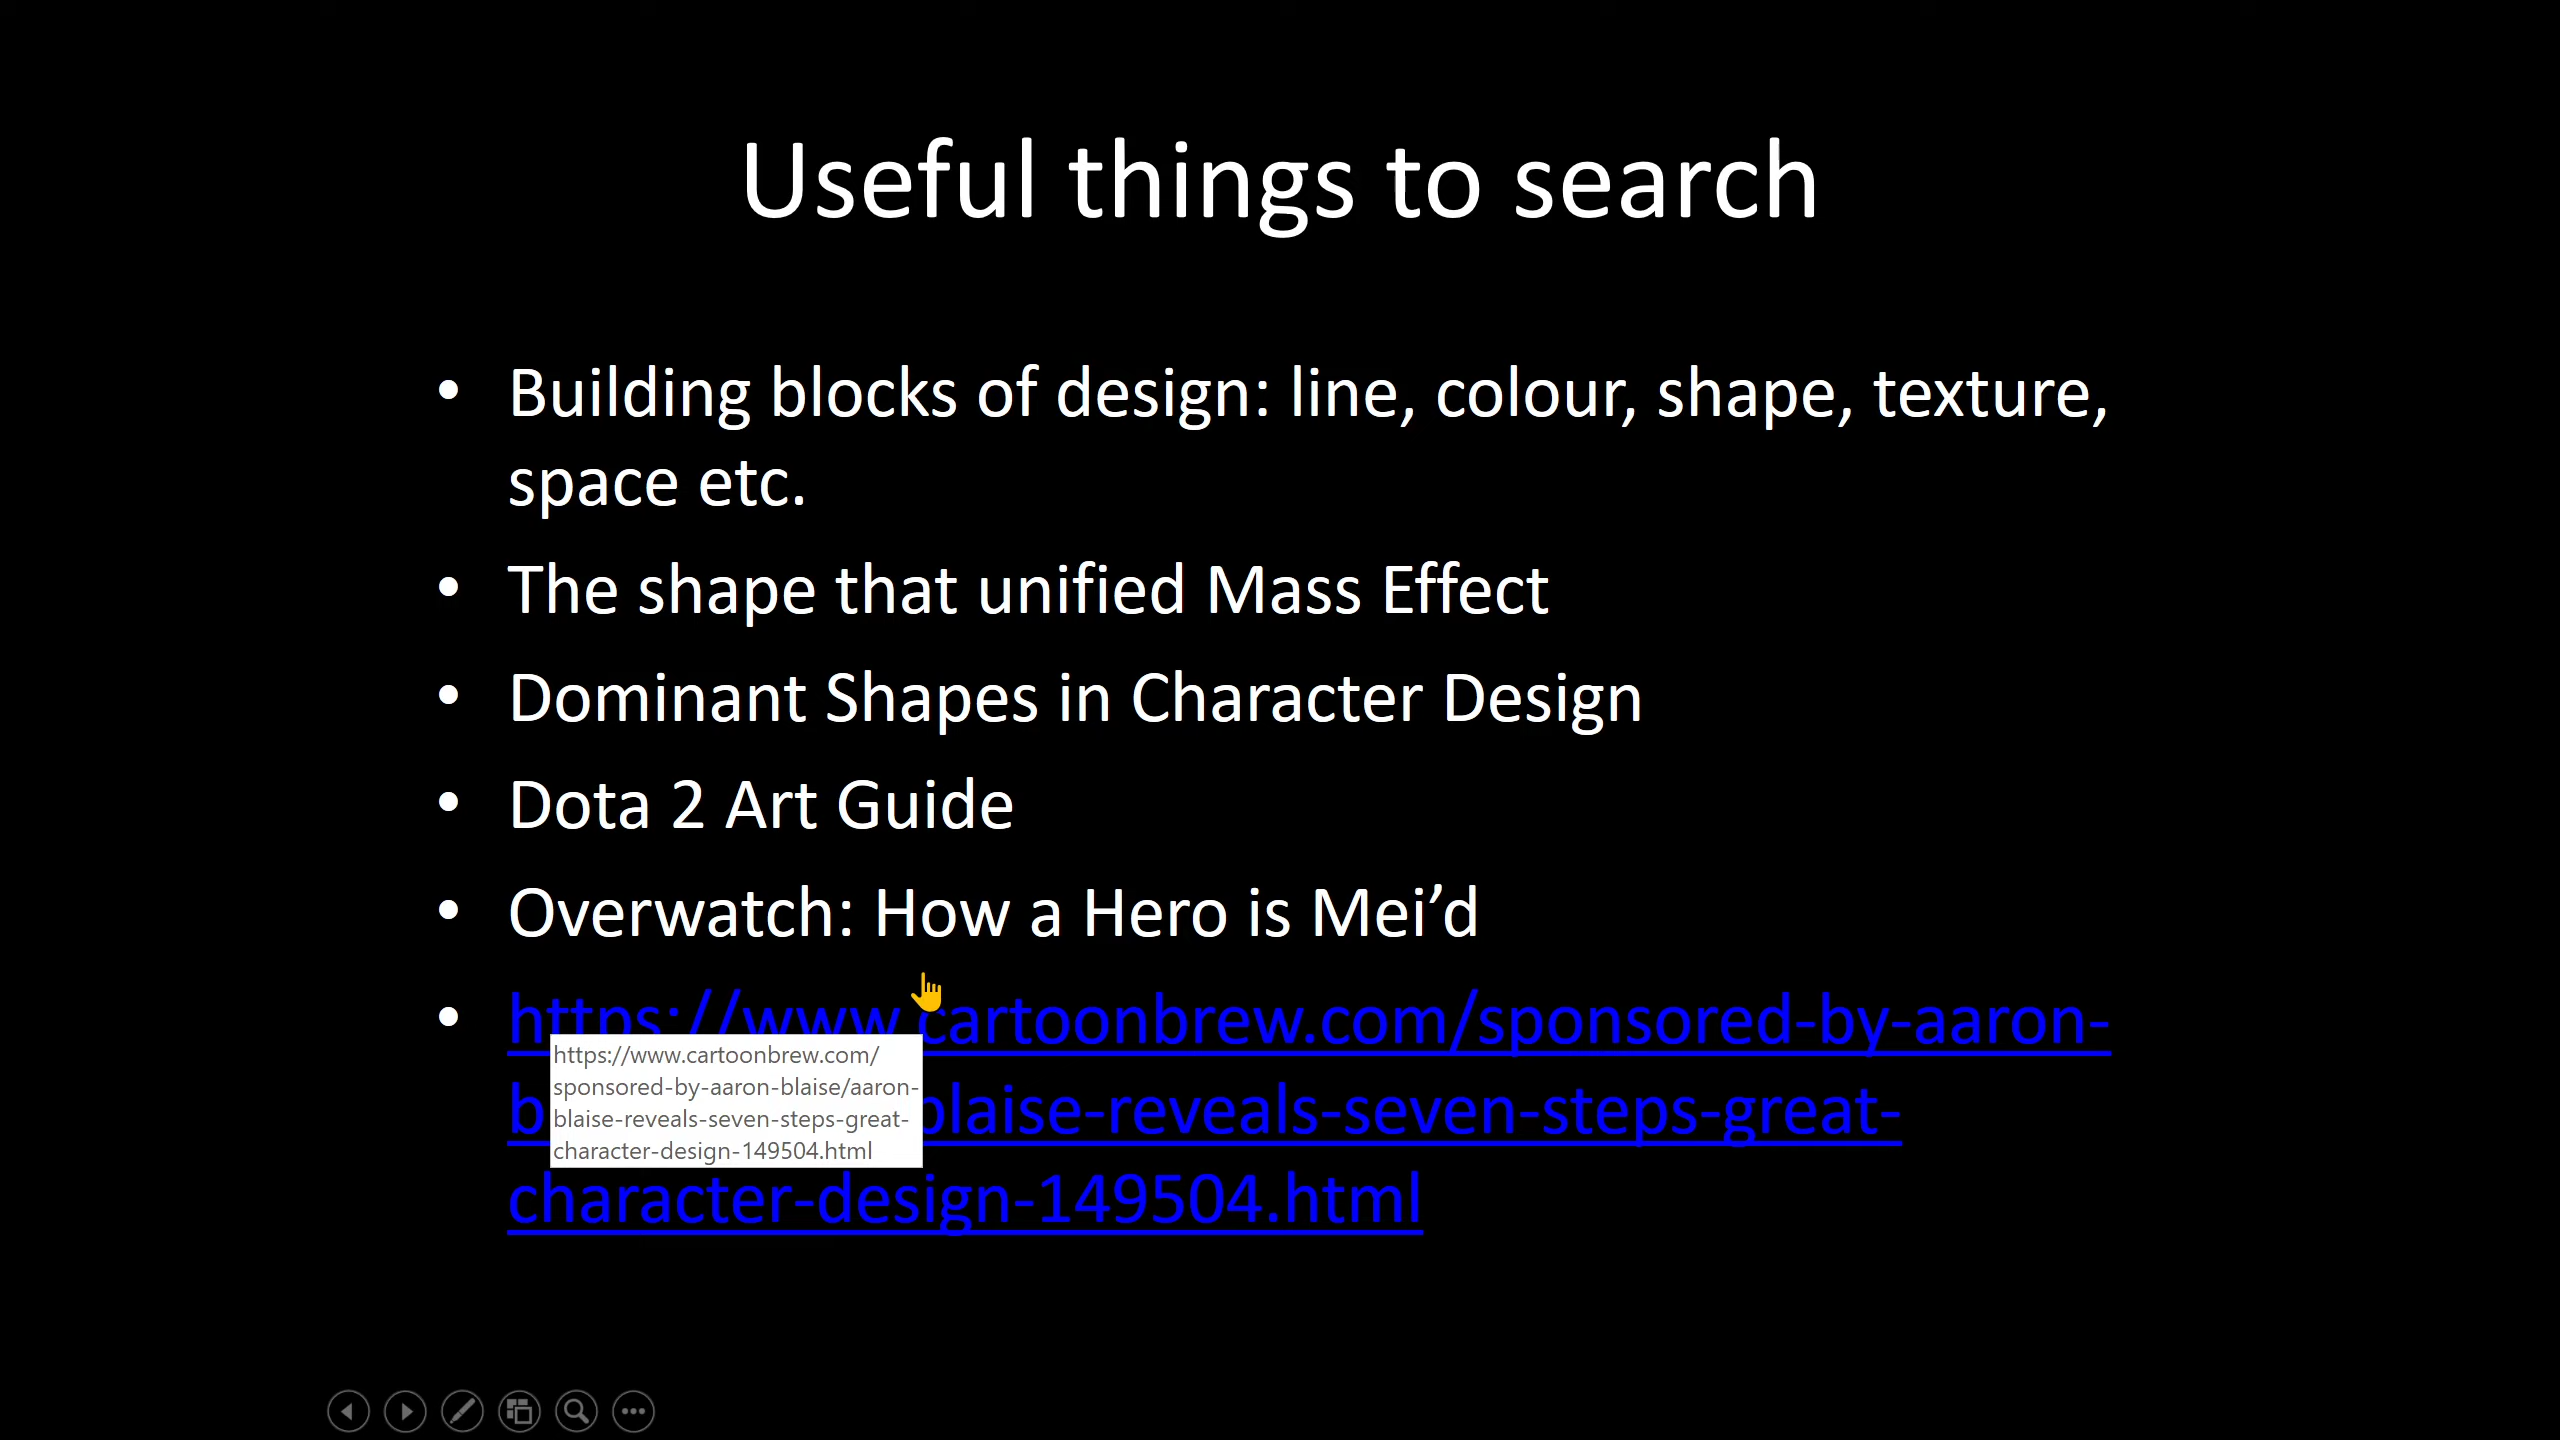 Useful things to search
• Building blocks of design: line, colour, shape, texture,
space etc.
• The shape that unified Mass Effect
• Dominant Shapes in Character Design
• Dota 2 Art Guide
• Overwatch: How a Hero is Mei’d
• https://www.cartoonbrew.com/sponsored-by-aaron-
blaise-reveals-seven-steps-great-
character-design-149504.html
https://www.cartoonbrew.com/
sponsored-by-aaron-blaise/aaron-
blaise-reveals-seven-steps-great-
character-design-149504.html